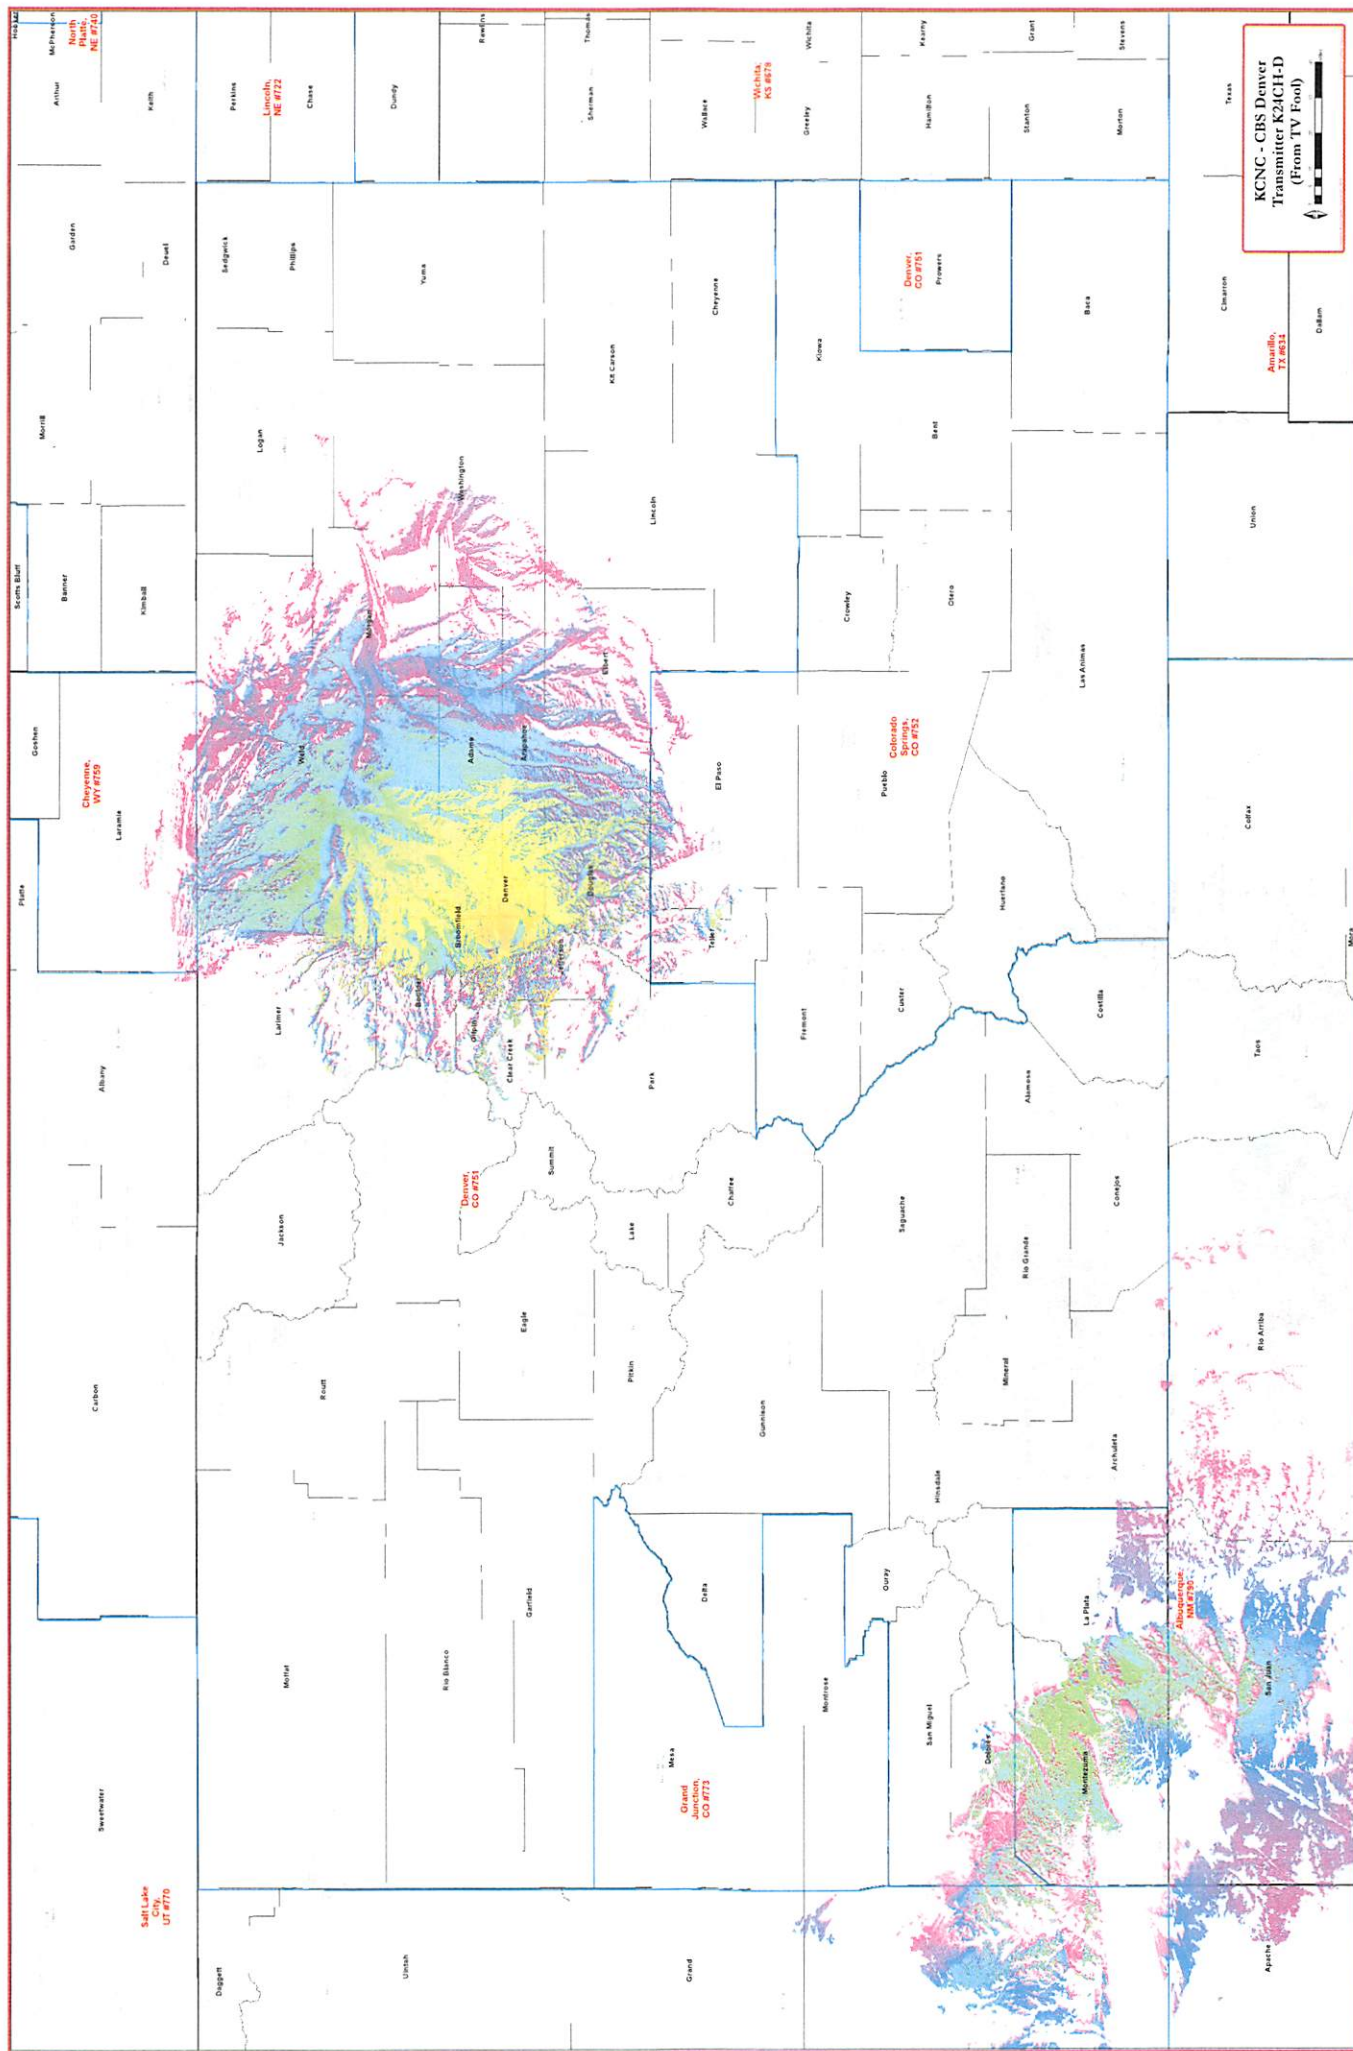 Hooker
McPherson
Arthur
North
Platte,
NE #740
Keith
Perkins
Lincoln,
NE #722
Chase
Dundy
Rawlins
Thomas
Sherman
Wallace
Wichita,
KS #678
Wichita
Greeley
Kearny
Hamilton
Grant
Stanton
Stevens
Morton
Texas
KCNC - CBS Denver
Transmitter K24CH-D
(From TV Fool)
Garden
Deuel
Sedgwick
Phillips
Yuma
Cheyenne
Denver,
CO #751
Prowers
Baca
Cimarron
Dallam
Amarillo,
TX #634
Morrill
Logan
Kit Carson
Kiowa
Bent
Washington
Lincoln
Scotts Bluff
Banner
Kimball
Morgan
Elbert
Crowley
Otero
Union
Las Animas
Goshen
Cheyenne,
WY #759
Laramie
Weld
Adams
Arapahoe
El Paso
Pueblo
Colorado
Springs,
CO #752
Colfax
Platte
Denver
Broomfield
Douglas
Jefferson
Teller
Huerfano
Mora
Larimer
Boulder
Gilpin
Clear Creek
Park
Fremont
Custer
Costilla
Taos
Albany
Alamosa
Jackson
Denver,
CO #751
Summit
Lake
Chaffee
Saguache
Conejos
Rio Grande
Carbon
Routt
Eagle
Pitkin
Gunnison
Mineral
Rio Arriba
Hinsdale
Archuleta
Moffat
Rio Blanco
Garfield
Delta
Ouray
La Plata
Albuquerque,
NM #790
San Juan
Mesa
Montrose
San Miguel
Dolores
Montezuma
Grand
Junction,
CO #773
Sweetwater
Salt Lake
City,
UT #770
Daggett
Uintah
Grand
Apache